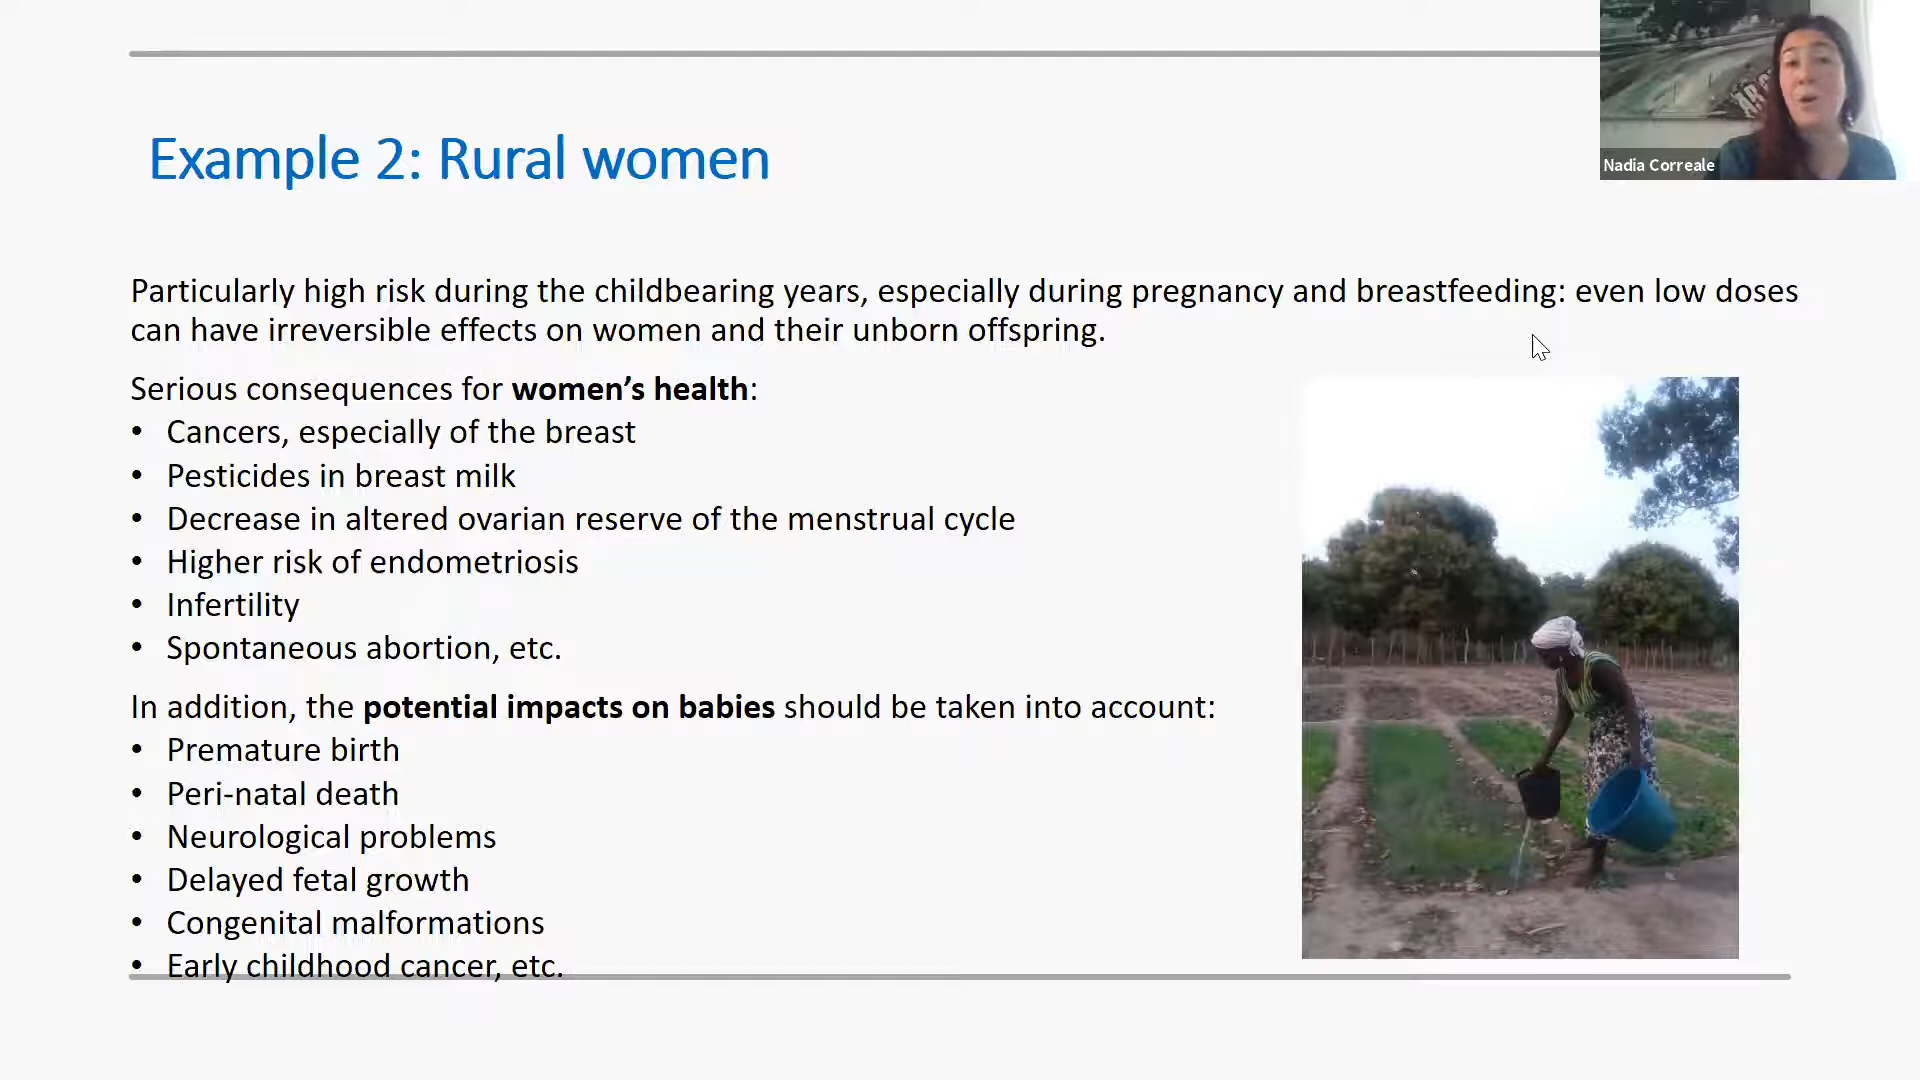 Nadia Correale
Example 2: Rural women
Particularly high risk during the childbearing years, especially during pregnancy and breastfeeding: even low doses
can have irreversible effects on women and their unborn offspring.
Serious consequences for women’s health:
• Cancers, especially of the breast
• Pesticides in breast milk
• Decrease in altered ovarian reserve of the menstrual cycle
• Higher risk of endometriosis
• Infertility
• Spontaneous abortion, etc.
In addition, the potential impacts on babies should be taken into account:
• Premature birth
• Peri-natal death
• Neurological problems
• Delayed fetal growth
• Congenital malformations
• Early childhood cancer, etc.